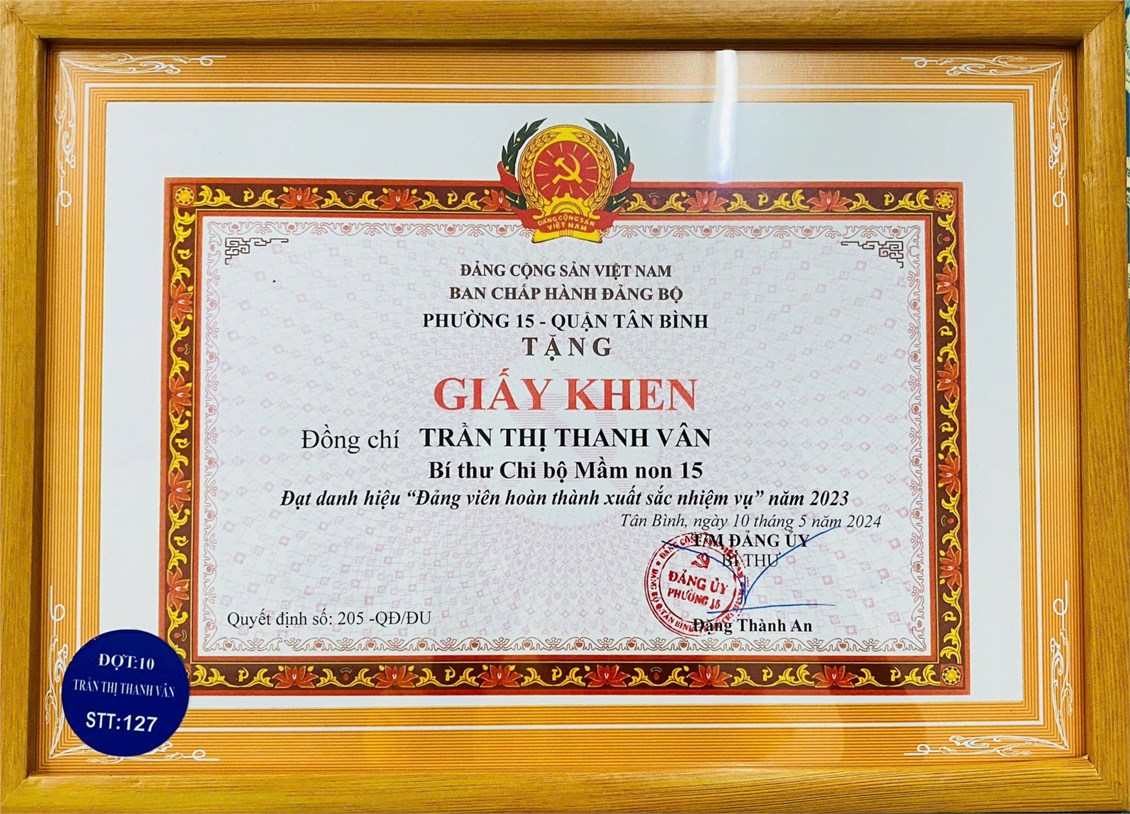 ĐẢNG CỘNG SẢN
VIỆT NAM
ĐẢNG CỘNG SẢN VIỆT NAM
BAN CHẤP HÀNH ĐẢNG BỘ
PHƯỜNG 15 - QUẬN TÂN BÌNH
TẶNG
GIẤY KHEN
Đồng chí TRẦN THỊ THANH VÂN
Bí thư Chi bộ Mầm non 15
Đạt danh hiệu “Đảng viên hoàn thành xuất sắc nhiệm vụ” năm 2023
Tân Bình, ngày 10 tháng 5 năm 2024
T/M ĐẢNG ỦY
BÍ THƯ
ĐẢNG ỦY
PHƯỜNG 15
Đặng Thành An
Quyết định số: 205 -QĐ/ĐU
ĐỢT:10
TRẦN THỊ THANH VÂN
STT:127